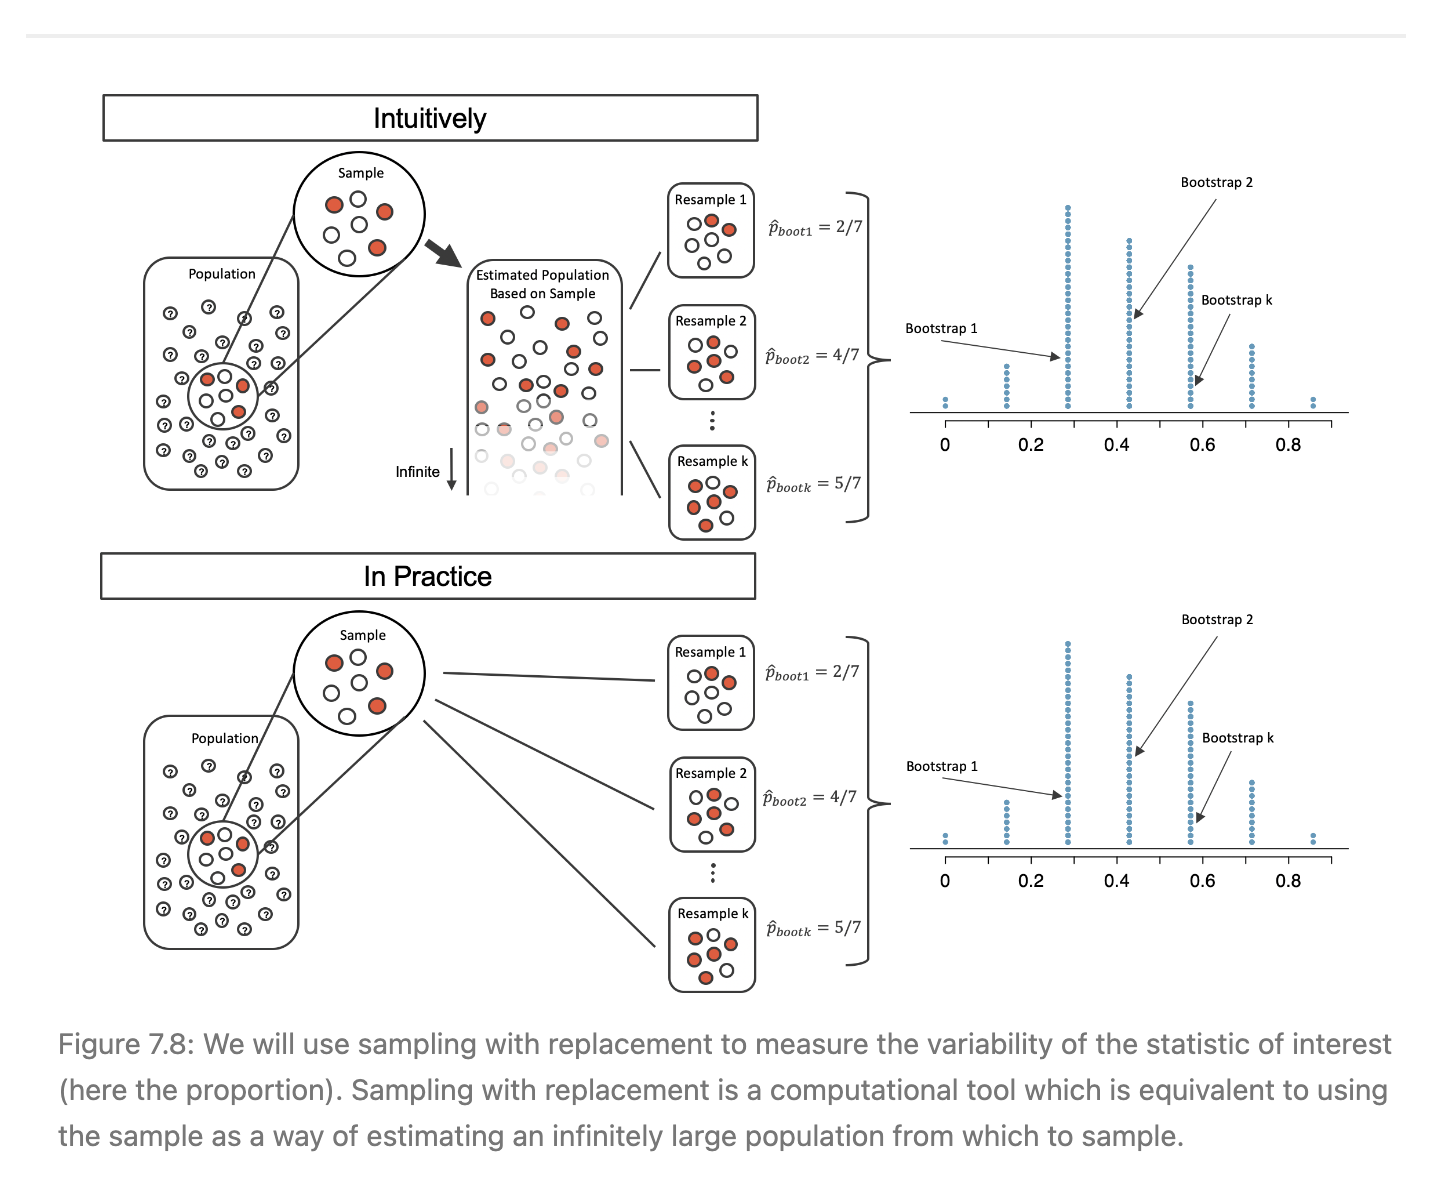 Intuitively
Sample
Population
Estimated Population
Based on Sample
Infinite
Resample 1
p̂boot1 = 2/7
Resample 2
p̂boot2 = 4/7
Resample k
p̂bootk = 5/7
Bootstrap 2
Bootstrap k
Bootstrap 1
0 0.2 0.4 0.6 0.8
In Practice
Sample
Population
Resample 1
p̂boot1 = 2/7
Resample 2
p̂boot2 = 4/7
Resample k
p̂bootk = 5/7
Bootstrap 2
Bootstrap k
Bootstrap 1
0 0.2 0.4 0.6 0.8
Figure 7.8: We will use sampling with replacement to measure the variability of the statistic of interest
(here the proportion). Sampling with replacement is a computational tool which is equivalent to using
the sample as a way of estimating an infinitely large population from which to sample.